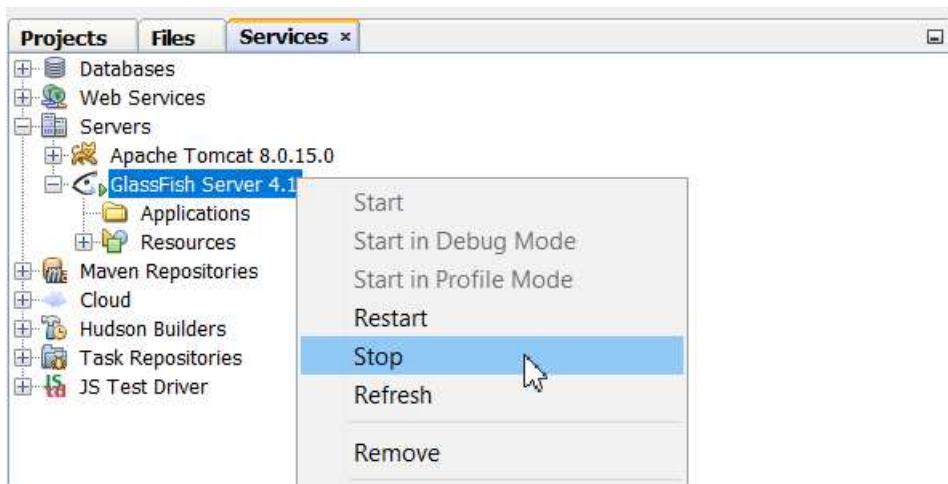 Projects Files Services ×
Databases
Web Services
Servers
Apache Tomcat 8.0.15.0
GlassFish Server 4.1
Applications
Resources
Maven Repositories
Cloud
Hudson Builders
Task Repositories
JS Test Driver
Start
Start in Debug Mode
Start in Profile Mode
Restart
Stop
Refresh
Remove